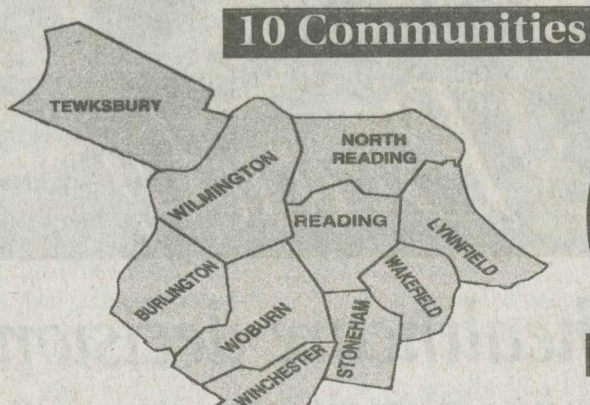 10 Communities
TEWKSBURY
WILMINGTON
NORTH
READING
READING
LYNNFIELD
BURLINGTON
WAKEFIELD
WOBURN
STONEHAM
WINCHESTER